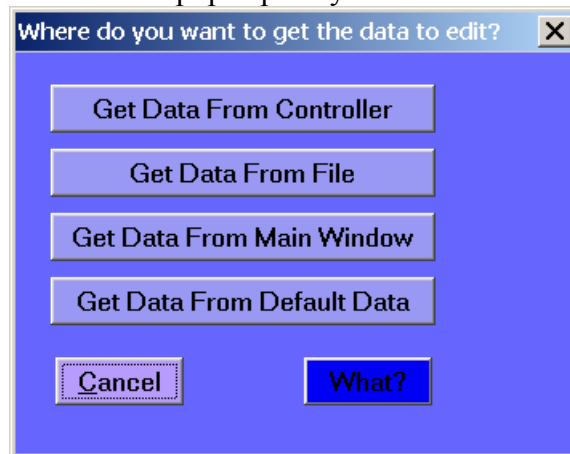 Where do you want to get the data to edit?
Get Data From Controller
Get Data From File
Get Data From Main Window
Get Data From Default Data
Cancel What?